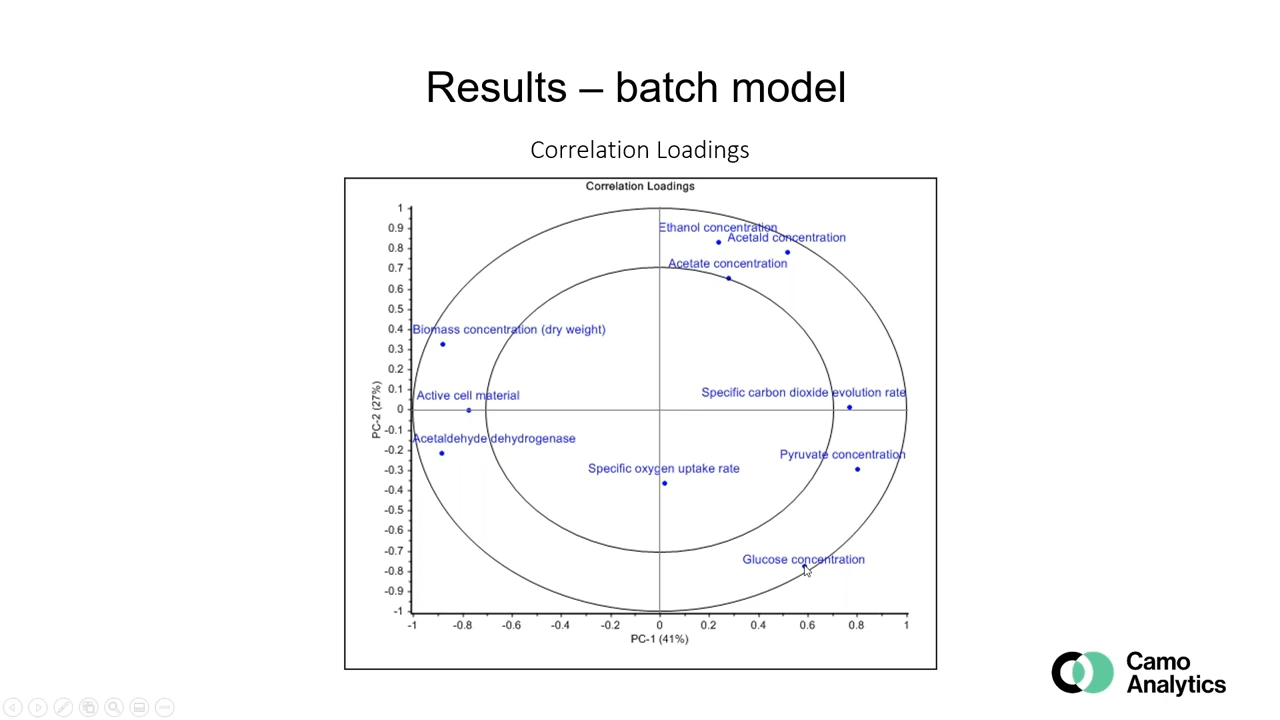 Results – batch model
Correlation Loadings
Correlation Loadings
1
0.9
0.8
0.7
0.6
0.5
0.4
0.3
0.2
0.1
0
-0.1
-0.2
-0.3
-0.4
-0.5
-0.6
-0.7
-0.8
-0.9
-1
PC-2 (27%)
Ethanol concentration
Acetald concentration
Acetate concentration
Biomass concentration (dry weight)
Active cell material
Specific carbon dioxide evolution rate
Acetaldehyde dehydrogenase
Pyruvate concentration
Specific oxygen uptake rate
Glucose concentration
-1 -0.8 -0.6 -0.4 -0.2 0 0.2 0.4 0.6 0.8 1
PC-1 (41%)
Camo
Analytics